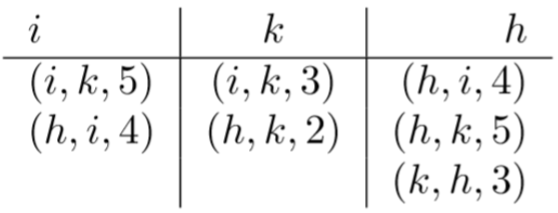 i k h
(i, k, 5) (i, k, 3) (h, i, 4)
(h, i, 4) (h, k, 2) (h, k, 5)
(k, h, 3)